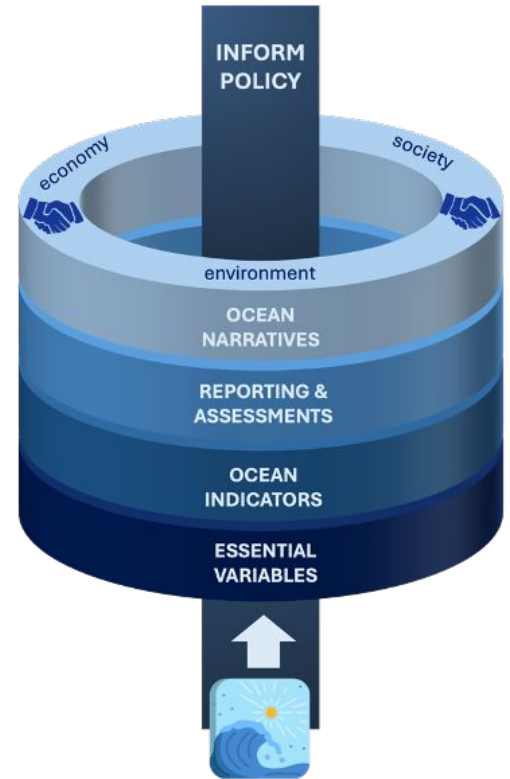 INFORM
POLICY
economy
society
environment
OCEAN
NARRATIVES
REPORTING &
ASSESSMENTS
OCEAN
INDICATORS
ESSENTIAL
VARIABLES